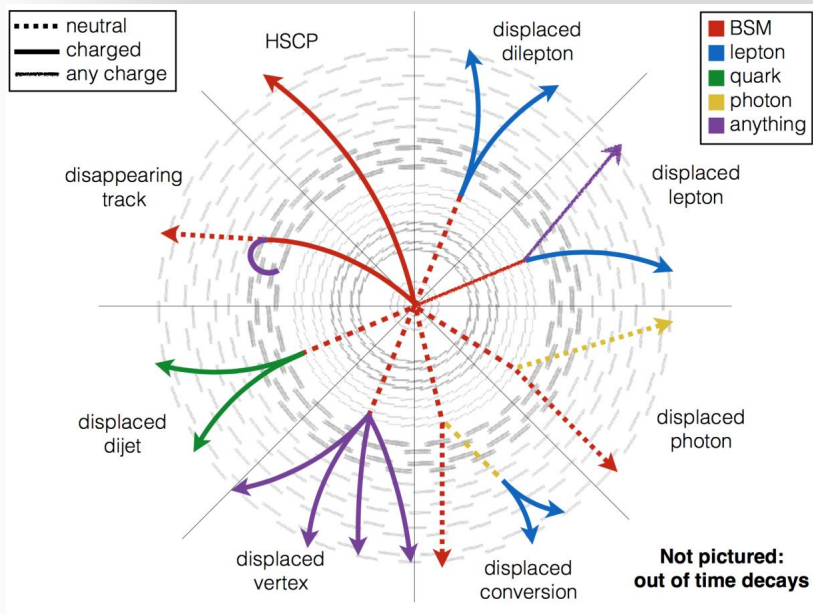 neutral
charged
any charge
HSCP
displaced
dilepton
BSM
lepton
quark
photon
anything
disappearing
track
displaced
lepton
displaced
dijet
displaced
photon
displaced
vertex
displaced
conversion
Not pictured:
out of time decays